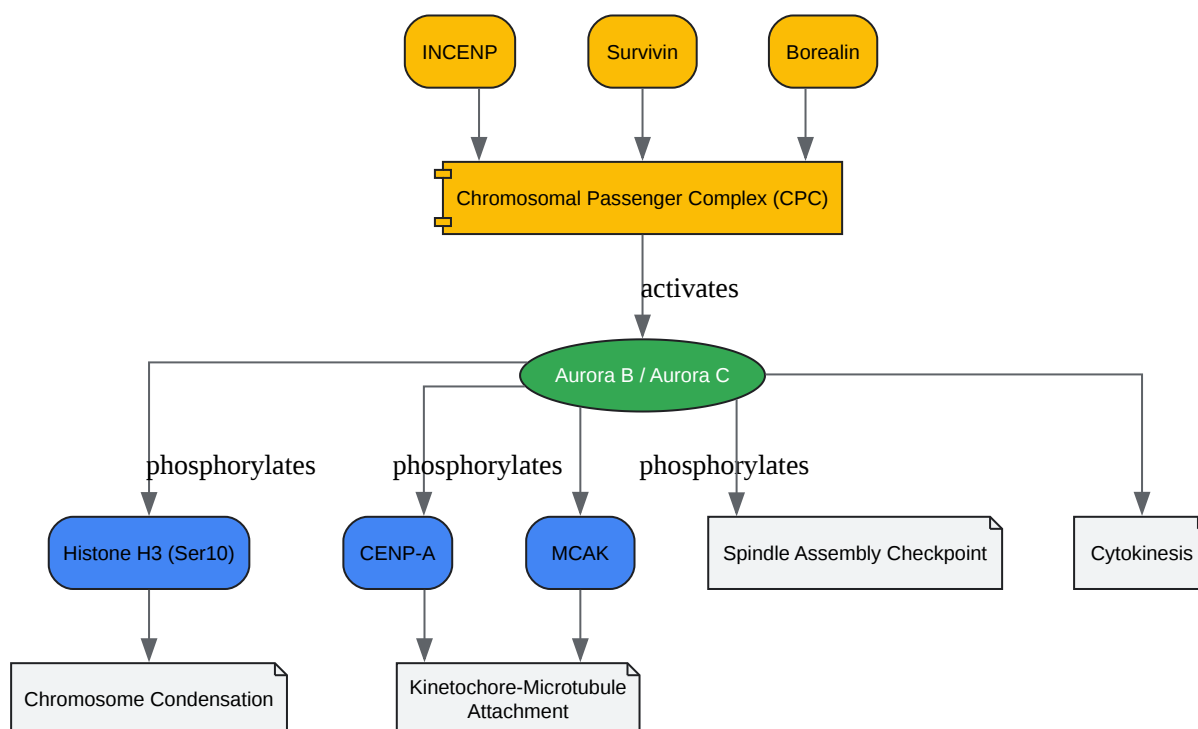 INCENP
Survivin
Borealin
Chromosomal Passenger Complex (CPC)
activates
Aurora B / Aurora C
phosphorylates
phosphorylates
phosphorylates
Histone H3 (Ser10)
CENP-A
MCAK
Spindle Assembly Checkpoint
Cytokinesis
Chromosome Condensation
Kinetochore-Microtubule
Attachment